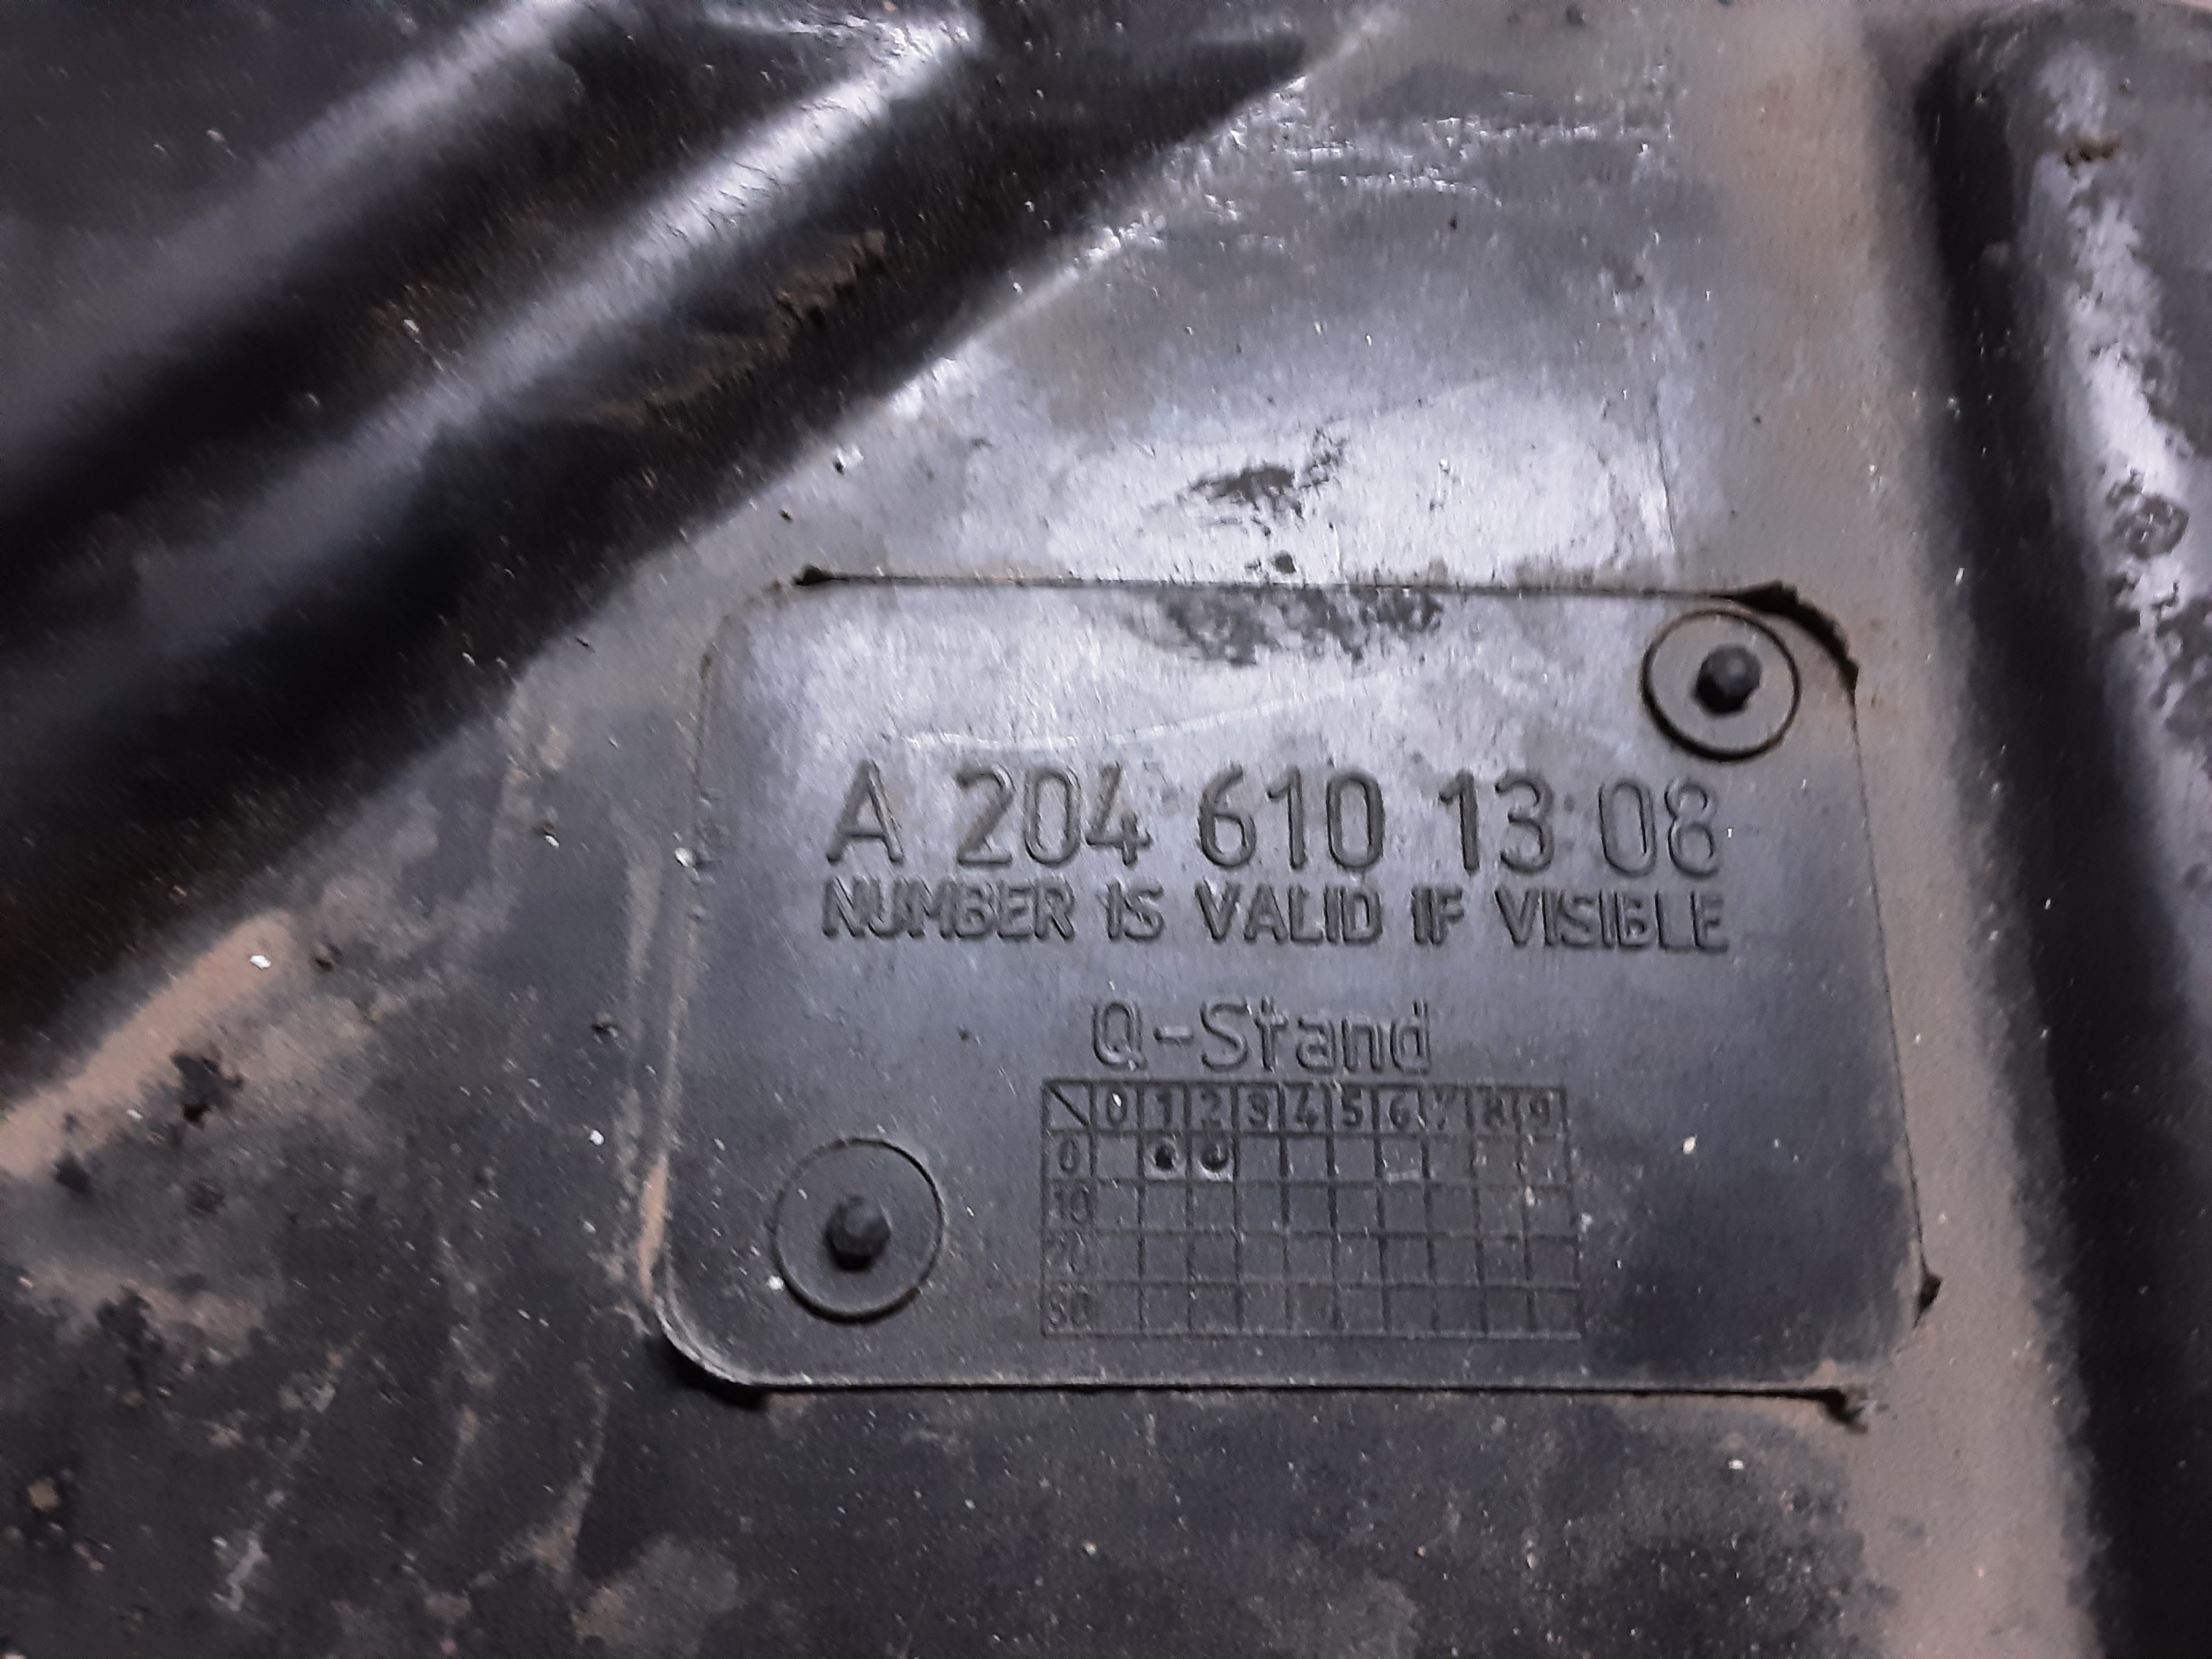 A 204 610 13 08
NUMBER IS VALID IF VISIBLE
Q-Stand
0 1 2 3 4 5 6 7 8 9
0
10
20
30